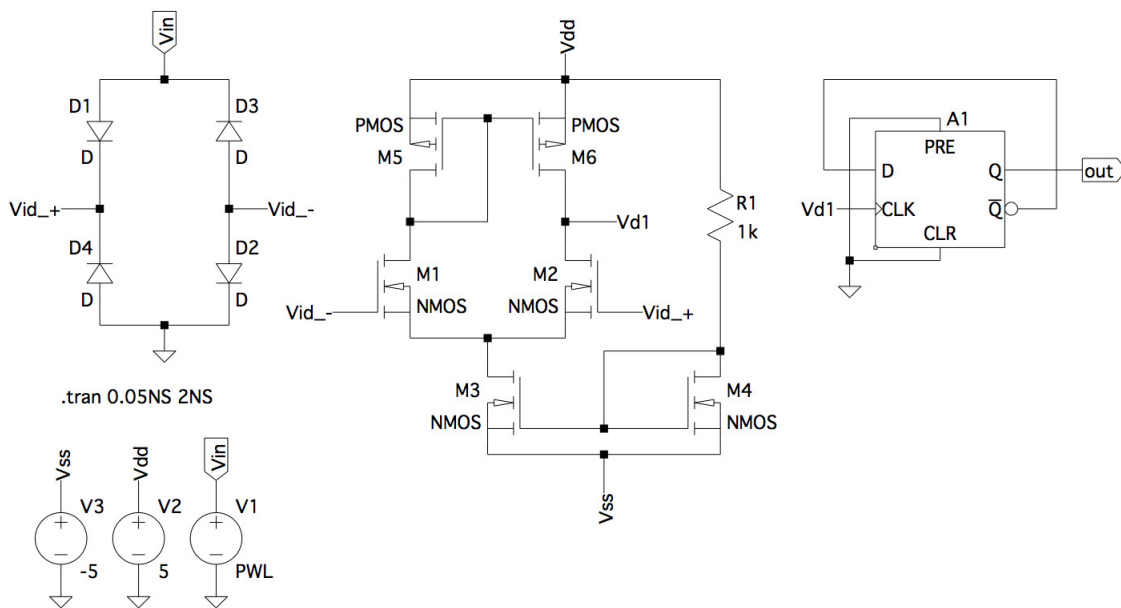 Vin
D1
D
D3
D
Vid_+
Vid_-
D4
D
D2
D
.tran 0.05NS 2NS
Vss
V3
-5
Vdd
V2
5
Vin
V1
PWL
Vdd
PMOS
M5
PMOS
M6
R1
1k
Vd1
M1
NMOS
M2
NMOS
Vid_-
Vid_+
M3
NMOS
M4
NMOS
Vss
A1
PRE
D
Q
out
Vd1
CLK
Q
CLR